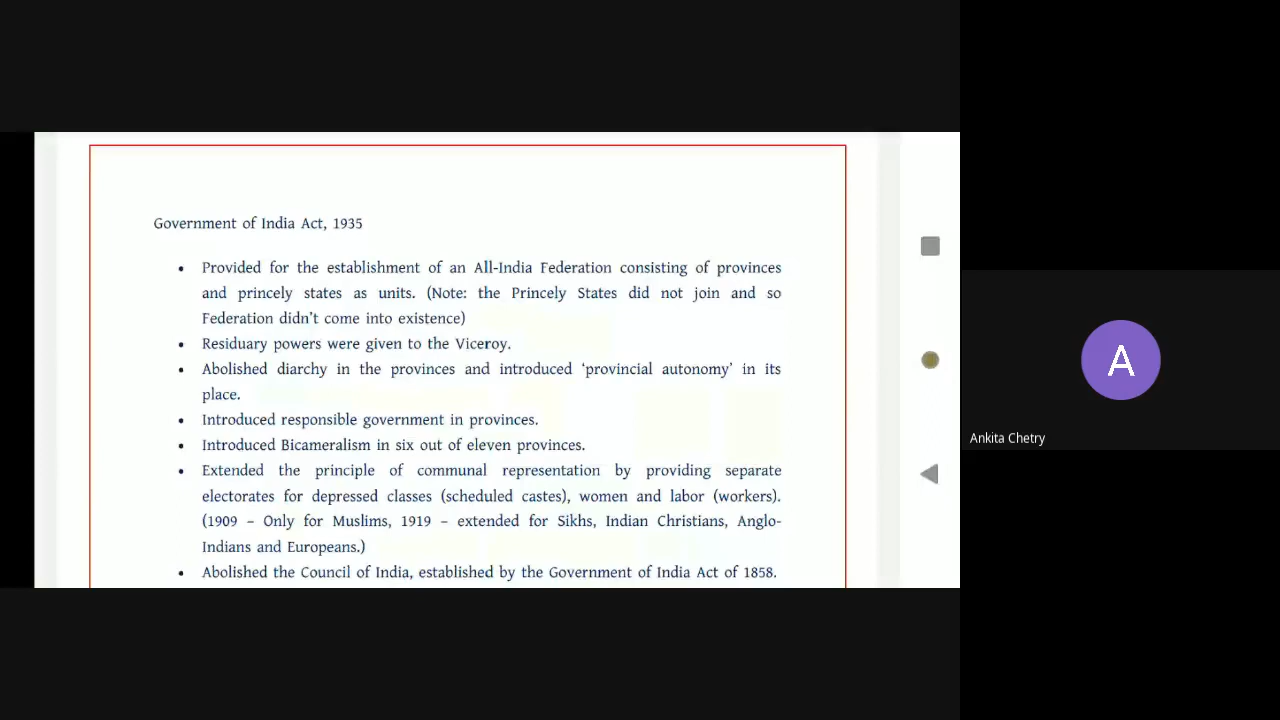 Government of India Act, 1935
• Provided for the establishment of an All-India Federation consisting of provinces
and princely states as units. (Note: the Princely States did not join and so
Federation didn't come into existence)
• Residuary powers were given to the Viceroy.
• Abolished diarchy in the provinces and introduced ‘provincial autonomy’ in its
place.
• Introduced responsible government in provinces.
• Introduced Bicameralism in six out of eleven provinces.
• Extended the principle of communal representation by providing separate
electorates for depressed classes (scheduled castes), women and labor (workers).
(1909 – Only for Muslims, 1919 – extended for Sikhs, Indian Christians, Anglo-
Indians and Europeans.)
• Abolished the Council of India, established by the Government of India Act of 1858.
A
Ankita Chetry